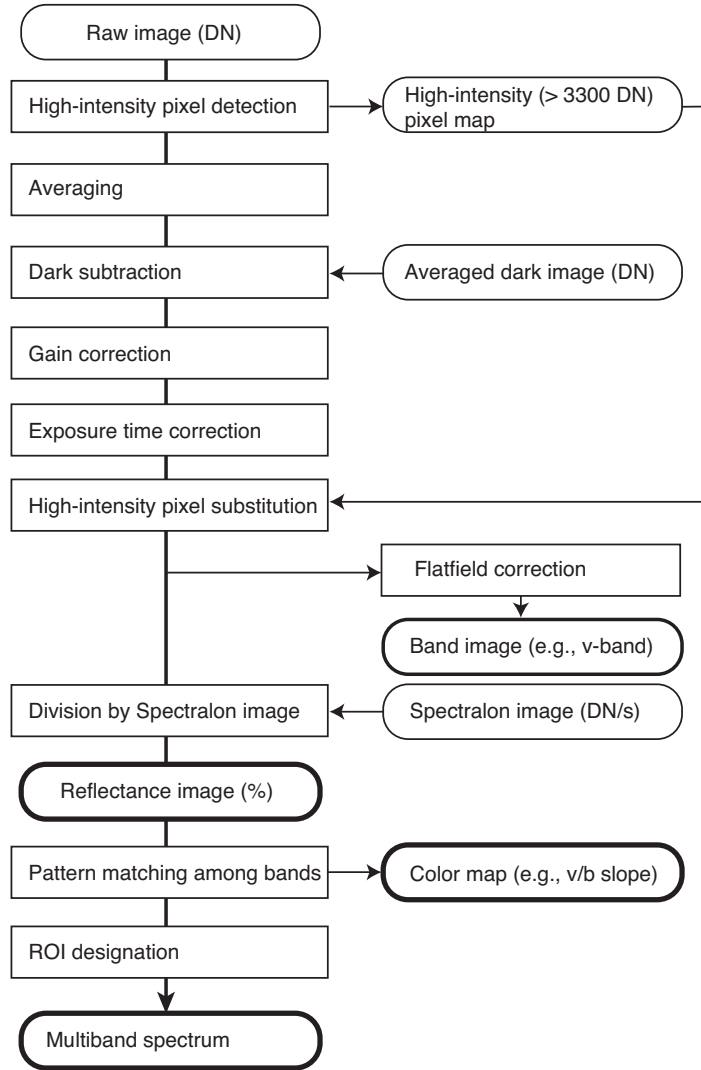 Raw image (DN)
High-intensity pixel detection
High-intensity (> 3300 DN)
pixel map
Averaging
Dark subtraction
Averaged dark image (DN)
Gain correction
Exposure time correction
High-intensity pixel substitution
Flatfield correction
Band image (e.g., v-band)
Division by Spectralon image
Spectralon image (DN/s)
Reflectance image (%)
Pattern matching among bands
Color map (e.g., v/b slope)
ROI designation
Multiband spectrum